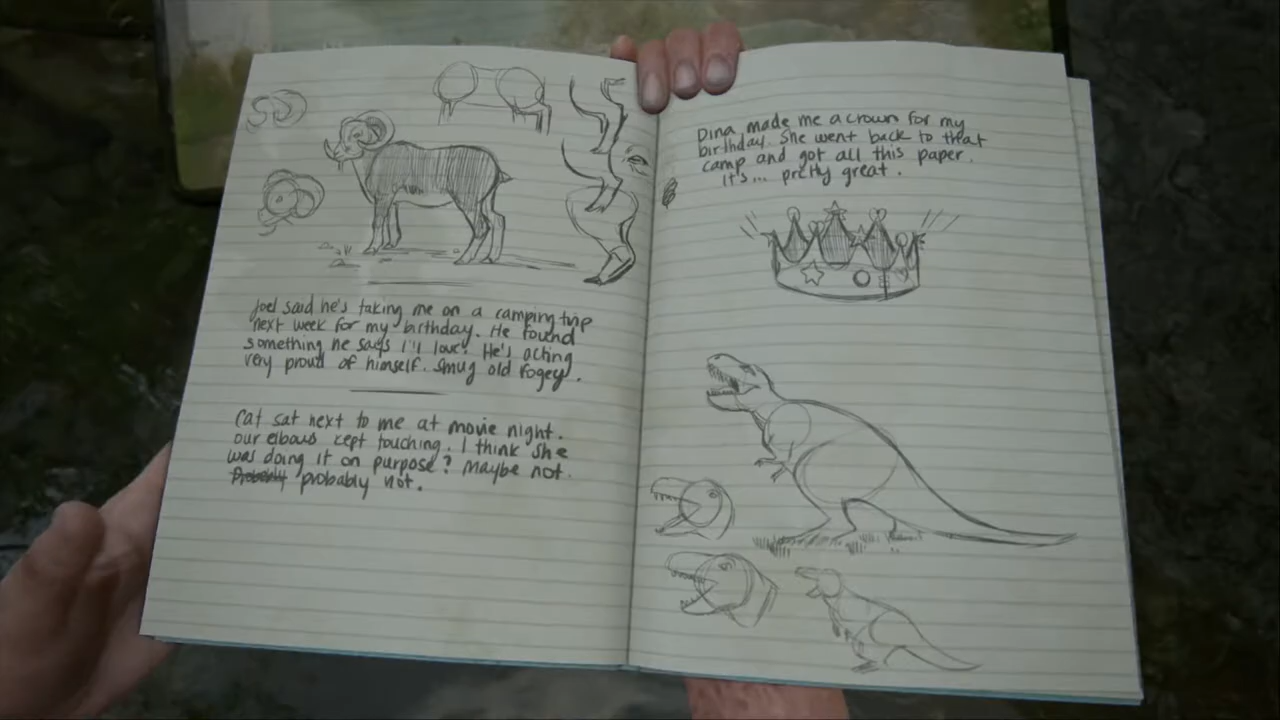 Joel said he's taking me on a camping trip
next week for my birthday. He found
something he says I'll love. He's acting
very proud of himself. Smug old fogey.
Cat sat next to me at movie night.
Our elbows kept touching. I think she
was doing it on purpose? Maybe not.
Probably probably not.
Dina made me a crown for my
birthday. She went back to that
camp and got all this paper.
It's... pretty great.